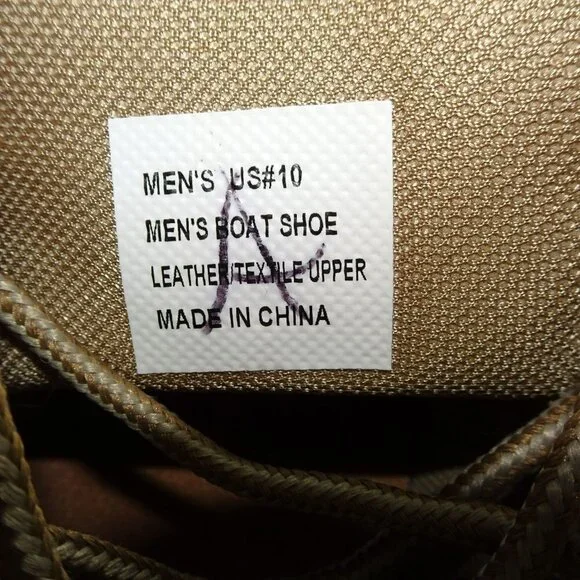 MEN'S US#10
MEN'S BOAT SHOE
LEATHER/TEXTILE UPPER
MADE IN CHINA